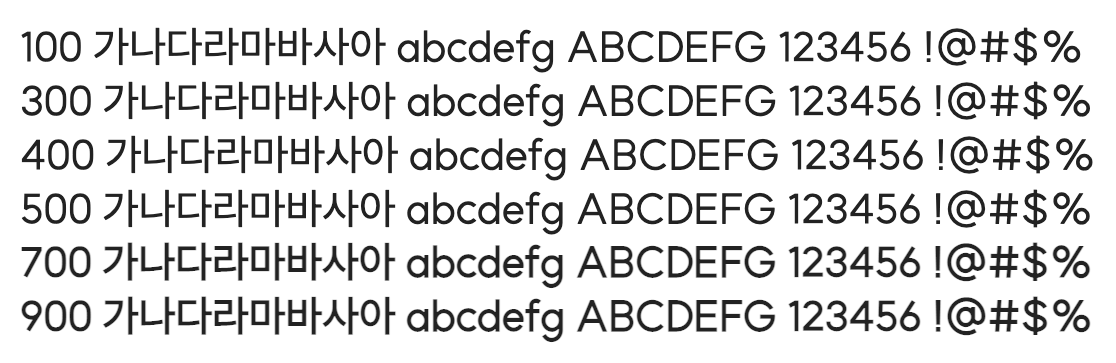 100 가나다라마바사아 abcdefg ABCDEFG 123456 !@#$%
300 가나다라마바사아 abcdefg ABCDEFG 123456 !@#$%
400 가나다라마바사아 abcdefg ABCDEFG 123456 !@#$%
500 가나다라마바사아 abcdefg ABCDEFG 123456 !@#$%
700 가나다라마바사아 abcdefg ABCDEFG 123456 !@#$%
900 가나다라마바사아 abcdefg ABCDEFG 123456 !@#$%